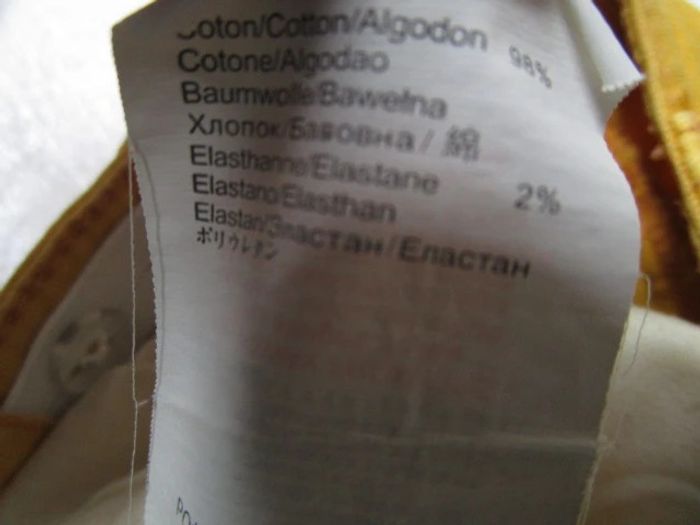 Coton/Cotton/Algodon 98%
Cotone/Algodao
Baumwolle/Bawełna
Хлопок/Бавовна/綿
Elasthanne/Elastane 2%
Elastano/Elasthan
Elastan/Эластан/Еластан
ポリウレタン